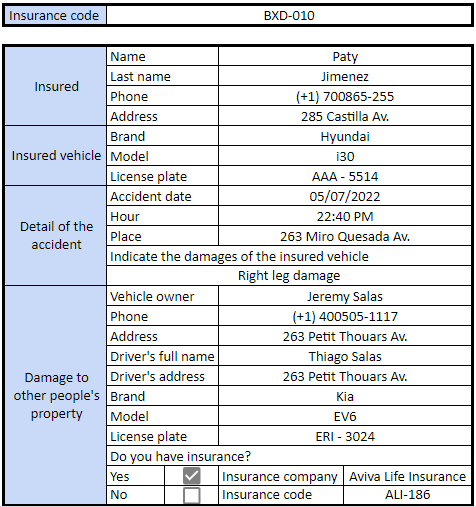 Insurance code BXD-010
Insured
Name Paty
Last name Jimenez
Phone (+1) 700865-255
Address 285 Castilla Av.
Insured vehicle
Brand Hyundai
Model i30
License plate AAA - 5514
Detail of the
accident
Accident date 05/07/2022
Hour 22:40 PM
Place 263 Miro Quesada Av.
Indicate the damages of the insured vehicle
Right leg damage
Damage to
other people's
property
Vehicle owner Jeremy Salas
Phone (+1) 400505-1117
Address 263 Petit Thouars Av.
Driver's full name Thiago Salas
Driver's address 263 Petit Thouars Av.
Brand Kia
Model EV6
License plate ERI - 3024
Do you have insurance?
Yes Insurance company Aviva Life Insurance
No Insurance code ALI-186